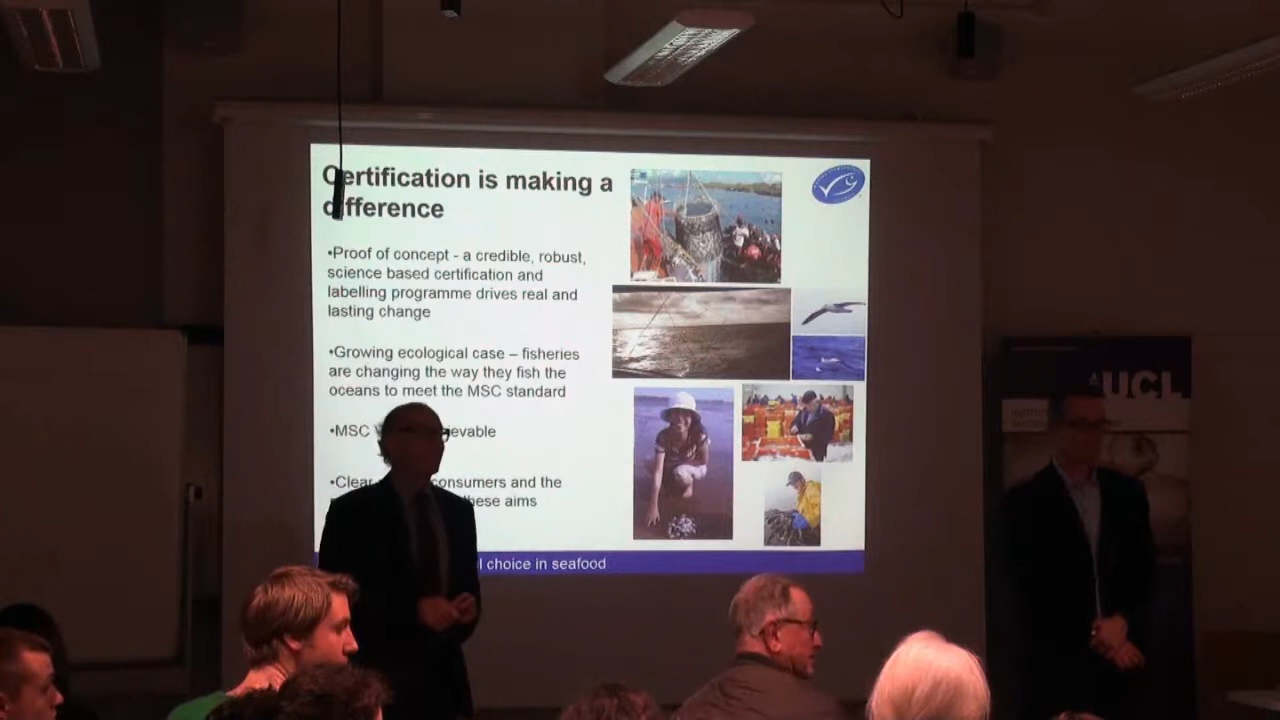 Certification is making a
difference
•Proof of concept - a credible, robust,
science based certification and
labelling programme drives real and
lasting change
•Growing ecological case – fisheries
are changing the way they fish the
oceans to meet the MSC standard
•MSC
•Clear consumers and the
these aims
choice in seafood
UCL